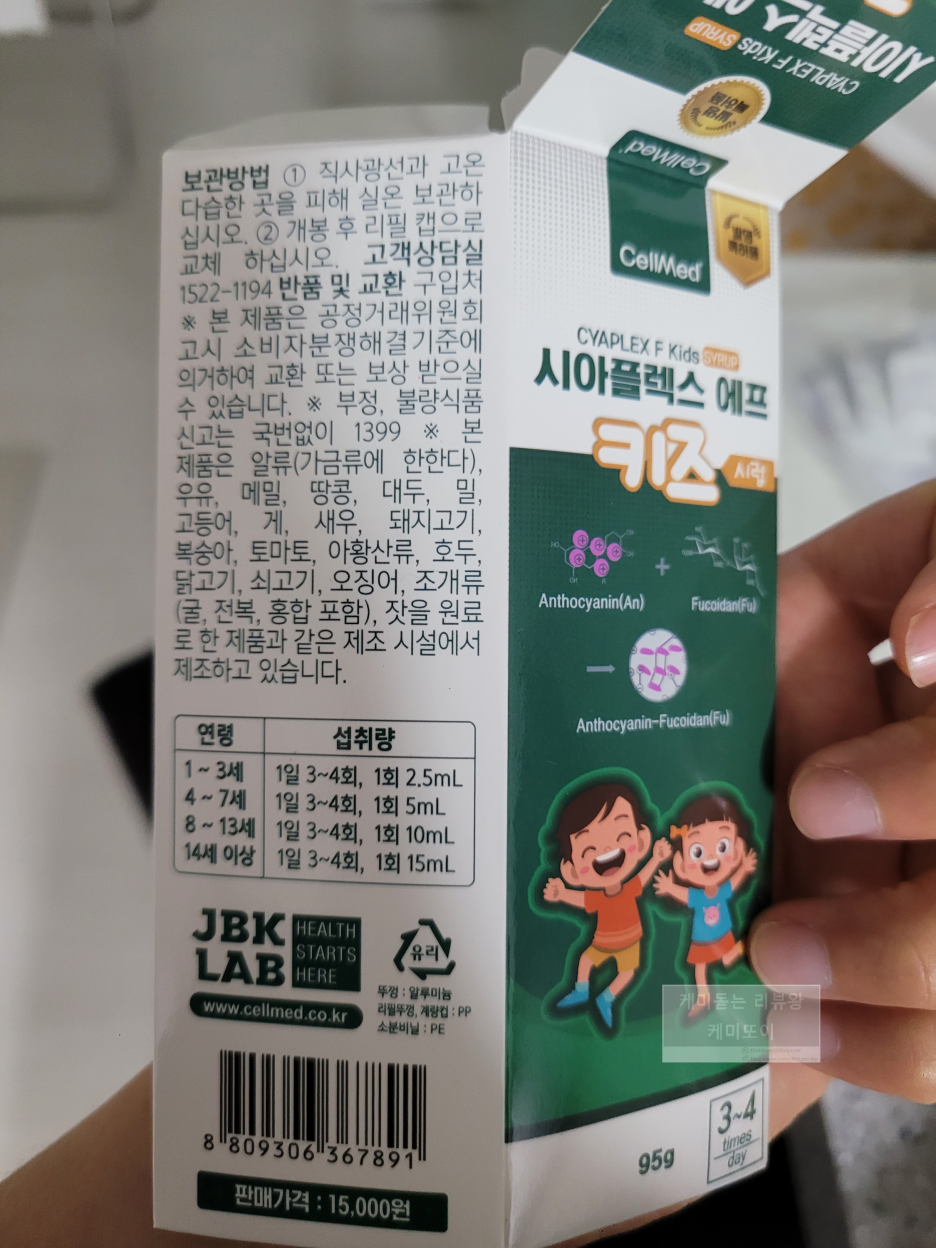 보관방법 ① 직사광선과 고온
다습한 곳을 피해 실온 보관하
십시오. ② 개봉 후 리필 캡으로
교체 하십시오. 고객상담실
1522-1194 반품 및 교환 구입처
※ 본 제품은 공정거래위원회
고시 소비자분쟁해결기준에
의거하여 교환 또는 보상 받으실
수 있습니다. ※ 부정, 불량식품
신고는 국번없이 1399 ※ 본
제품은 알류(가금류에 한한다),
우유, 메밀, 땅콩, 대두, 밀,
고등어, 게, 새우, 돼지고기,
복숭아, 토마토, 아황산류, 호두,
닭고기, 쇠고기, 오징어, 조개류
(굴, 전복, 홍합 포함), 잣을 원료
로 한 제품과 같은 제조 시설에서
제조하고 있습니다.
연령 섭취량
1 ~ 3세 1일 3~4회, 1회 2.5mL
4 ~ 7세 1일 3~4회, 1회 5mL
8 ~ 13세 1일 3~4회, 1회 10mL
14세 이상 1일 3~4회, 1회 15mL
JBK LAB
HEALTH
STARTS
HERE
www.cellmed.co.kr
유리
뚜껑 : 알루미늄
리필뚜껑, 계량컵 : PP
소분비닐 : PE
8 809306 367891
판매가격 : 15,000원
시아플렉스 에
CYAPLEX F Kids SYRUP
발명
특허품
CellMed
CellMed
발명
특허품
CYAPLEX F Kids SYRUP
시아플렉스 에프
키즈 시럽
Anthocyanin(An) + Fucoidan(Fu)
Anthocyanin-Fucoidan(Fu)
케미돋는 리뷰왕
케미또이
95g
3~4
times
day